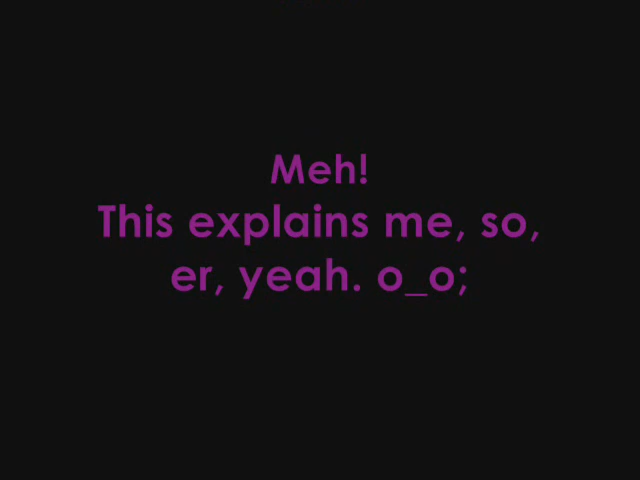 Meh!
This explains me, so,
er, yeah. o_o;